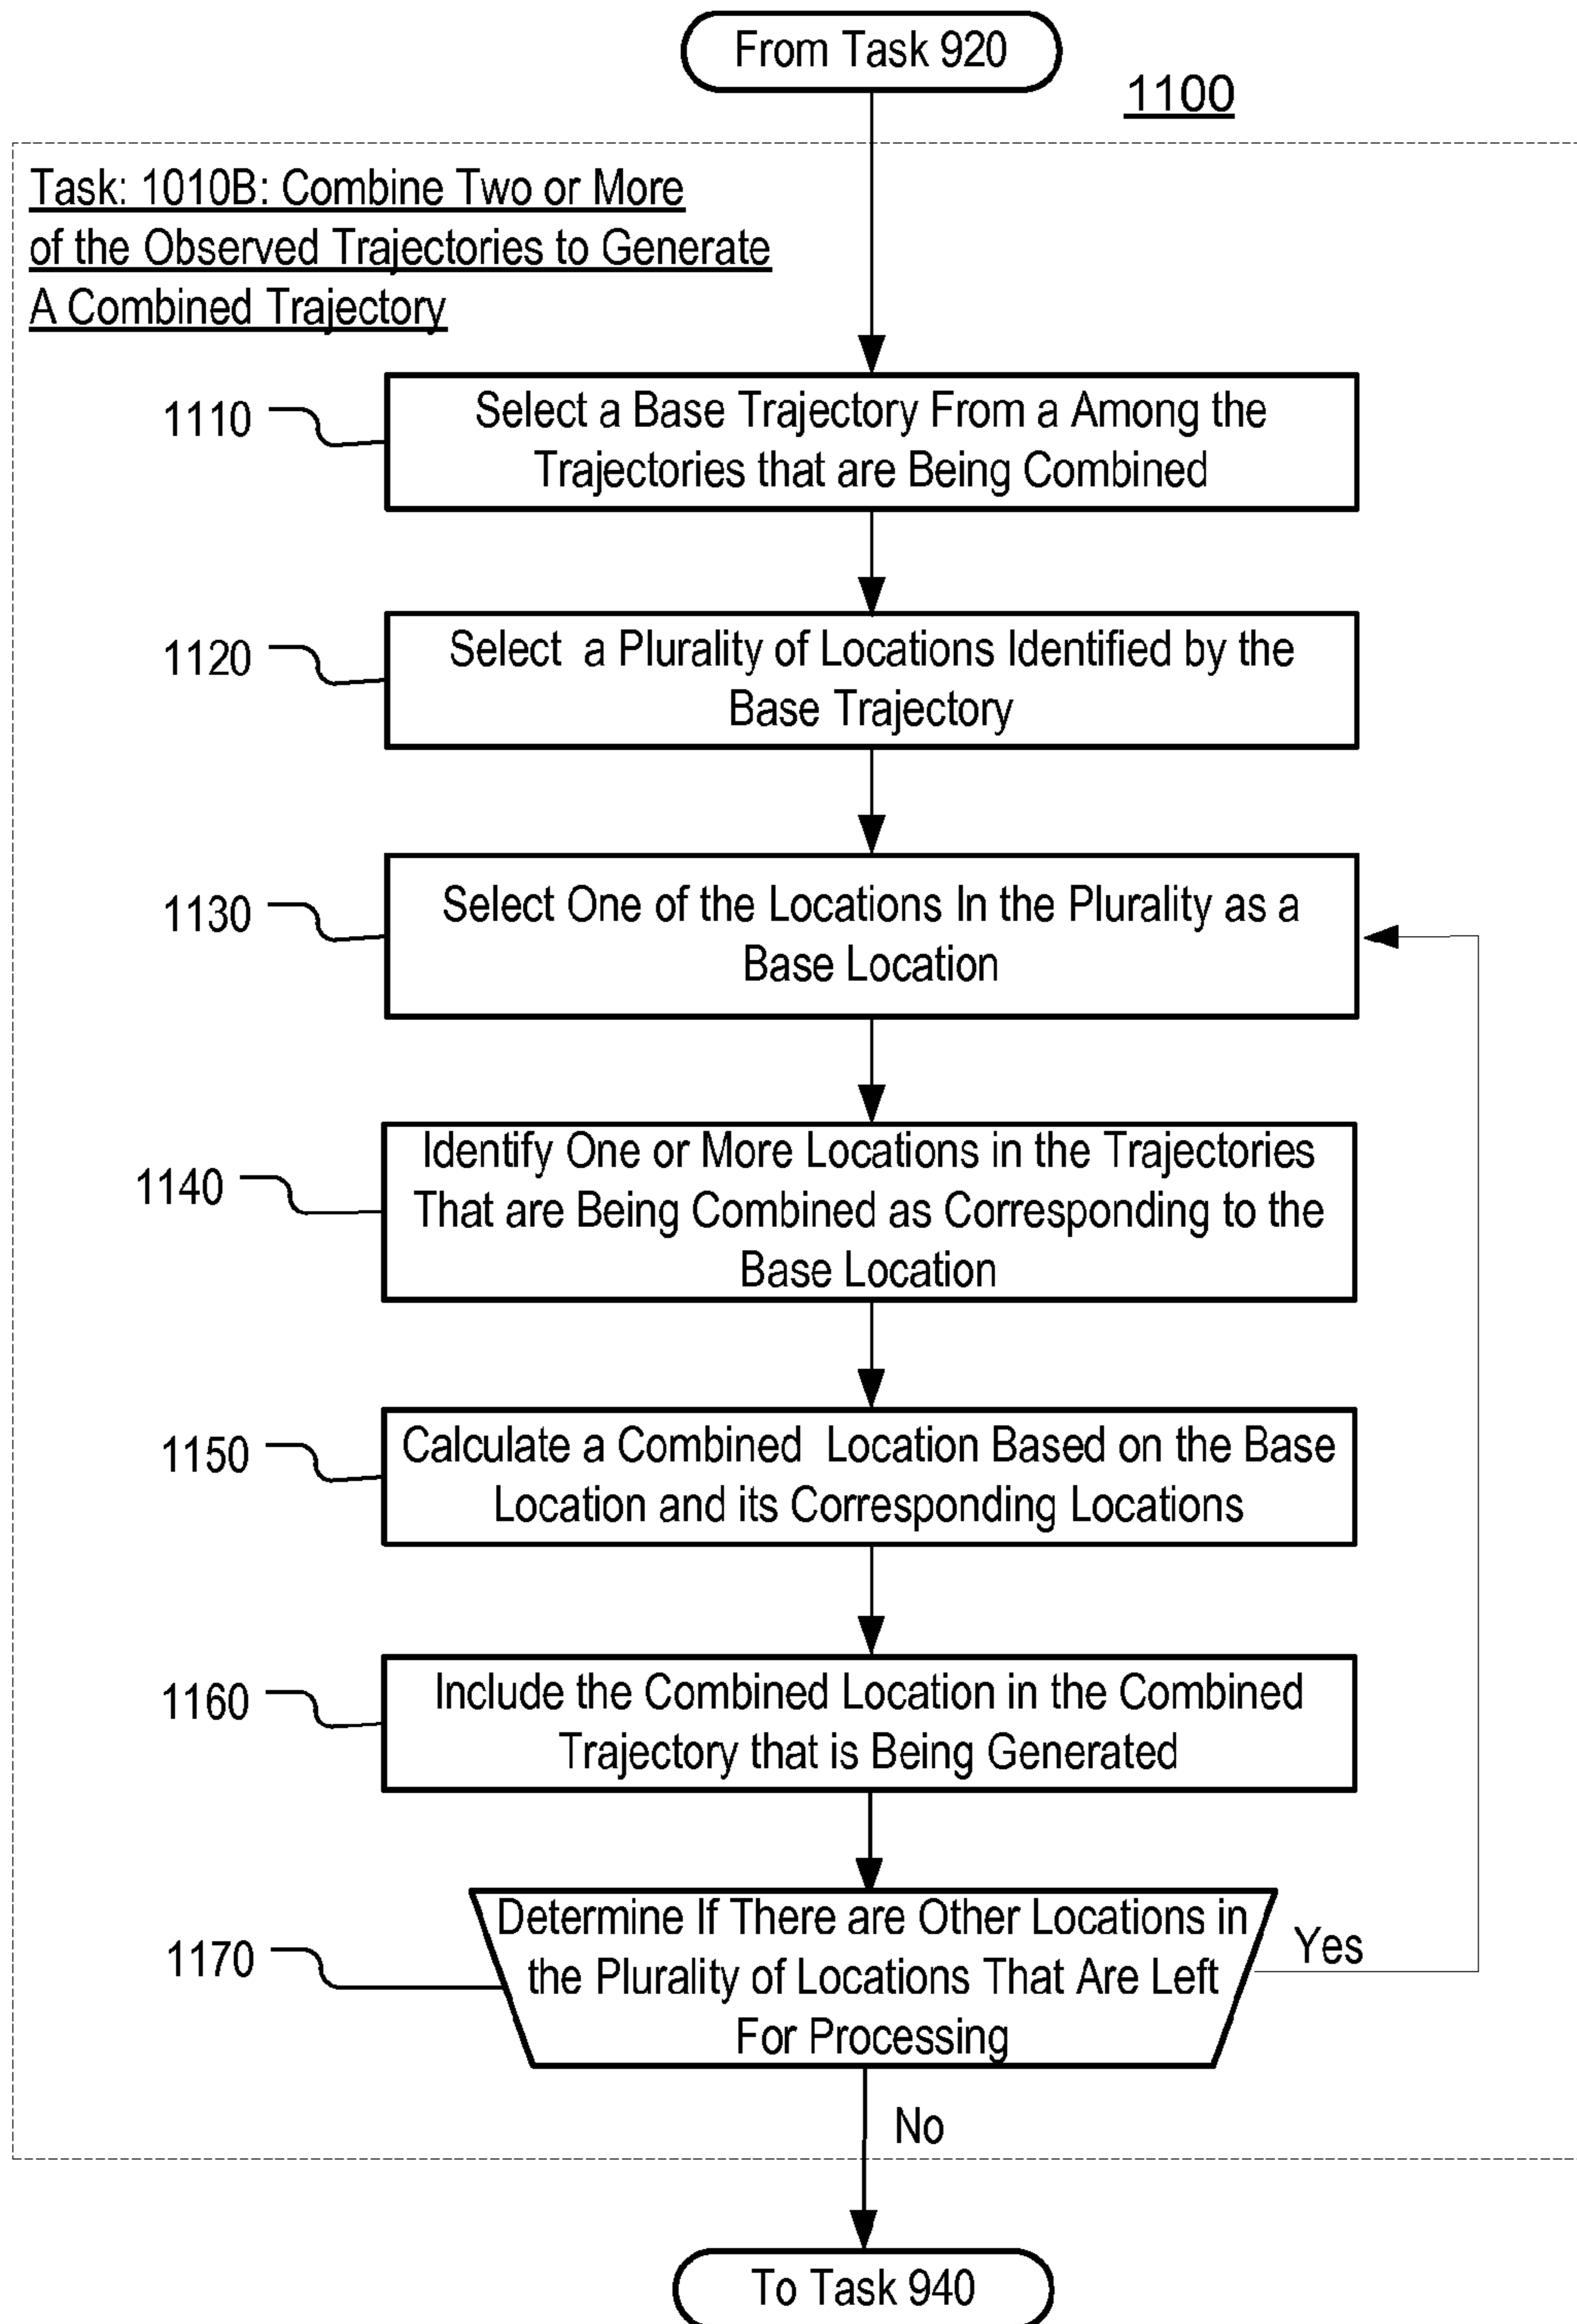 From Task 920
1100
Task: 1010B: Combine Two or More
of the Observed Trajectories to Generate
A Combined Trajectory
1110
Select a Base Trajectory From a Among the
Trajectories that are Being Combined
1120
Select a Plurality of Locations Identified by the
Base Trajectory
1130
Select One of the Locations In the Plurality as a
Base Location
1140
Identify One or More Locations in the Trajectories
That are Being Combined as Corresponding to the
Base Location
1150
Calculate a Combined Location Based on the Base
Location and its Corresponding Locations
1160
Include the Combined Location in the Combined
Trajectory that is Being Generated
1170
Determine If There are Other Locations in
the Plurality of Locations That Are Left
For Processing
Yes
No
To Task 940